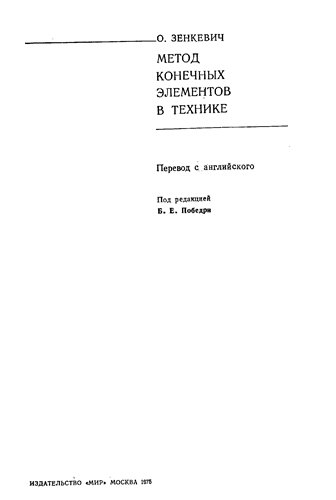 О. ЗЕНКЕВИЧ
МЕТОД
КОНЕЧНЫХ
ЭЛЕМЕНТОВ
В ТЕХНИКЕ
Перевод с английского
Под редакцией
Б. Е. Победри
ИЗДАТЕЛЬСТВО «МИР» МОСКВА 1975